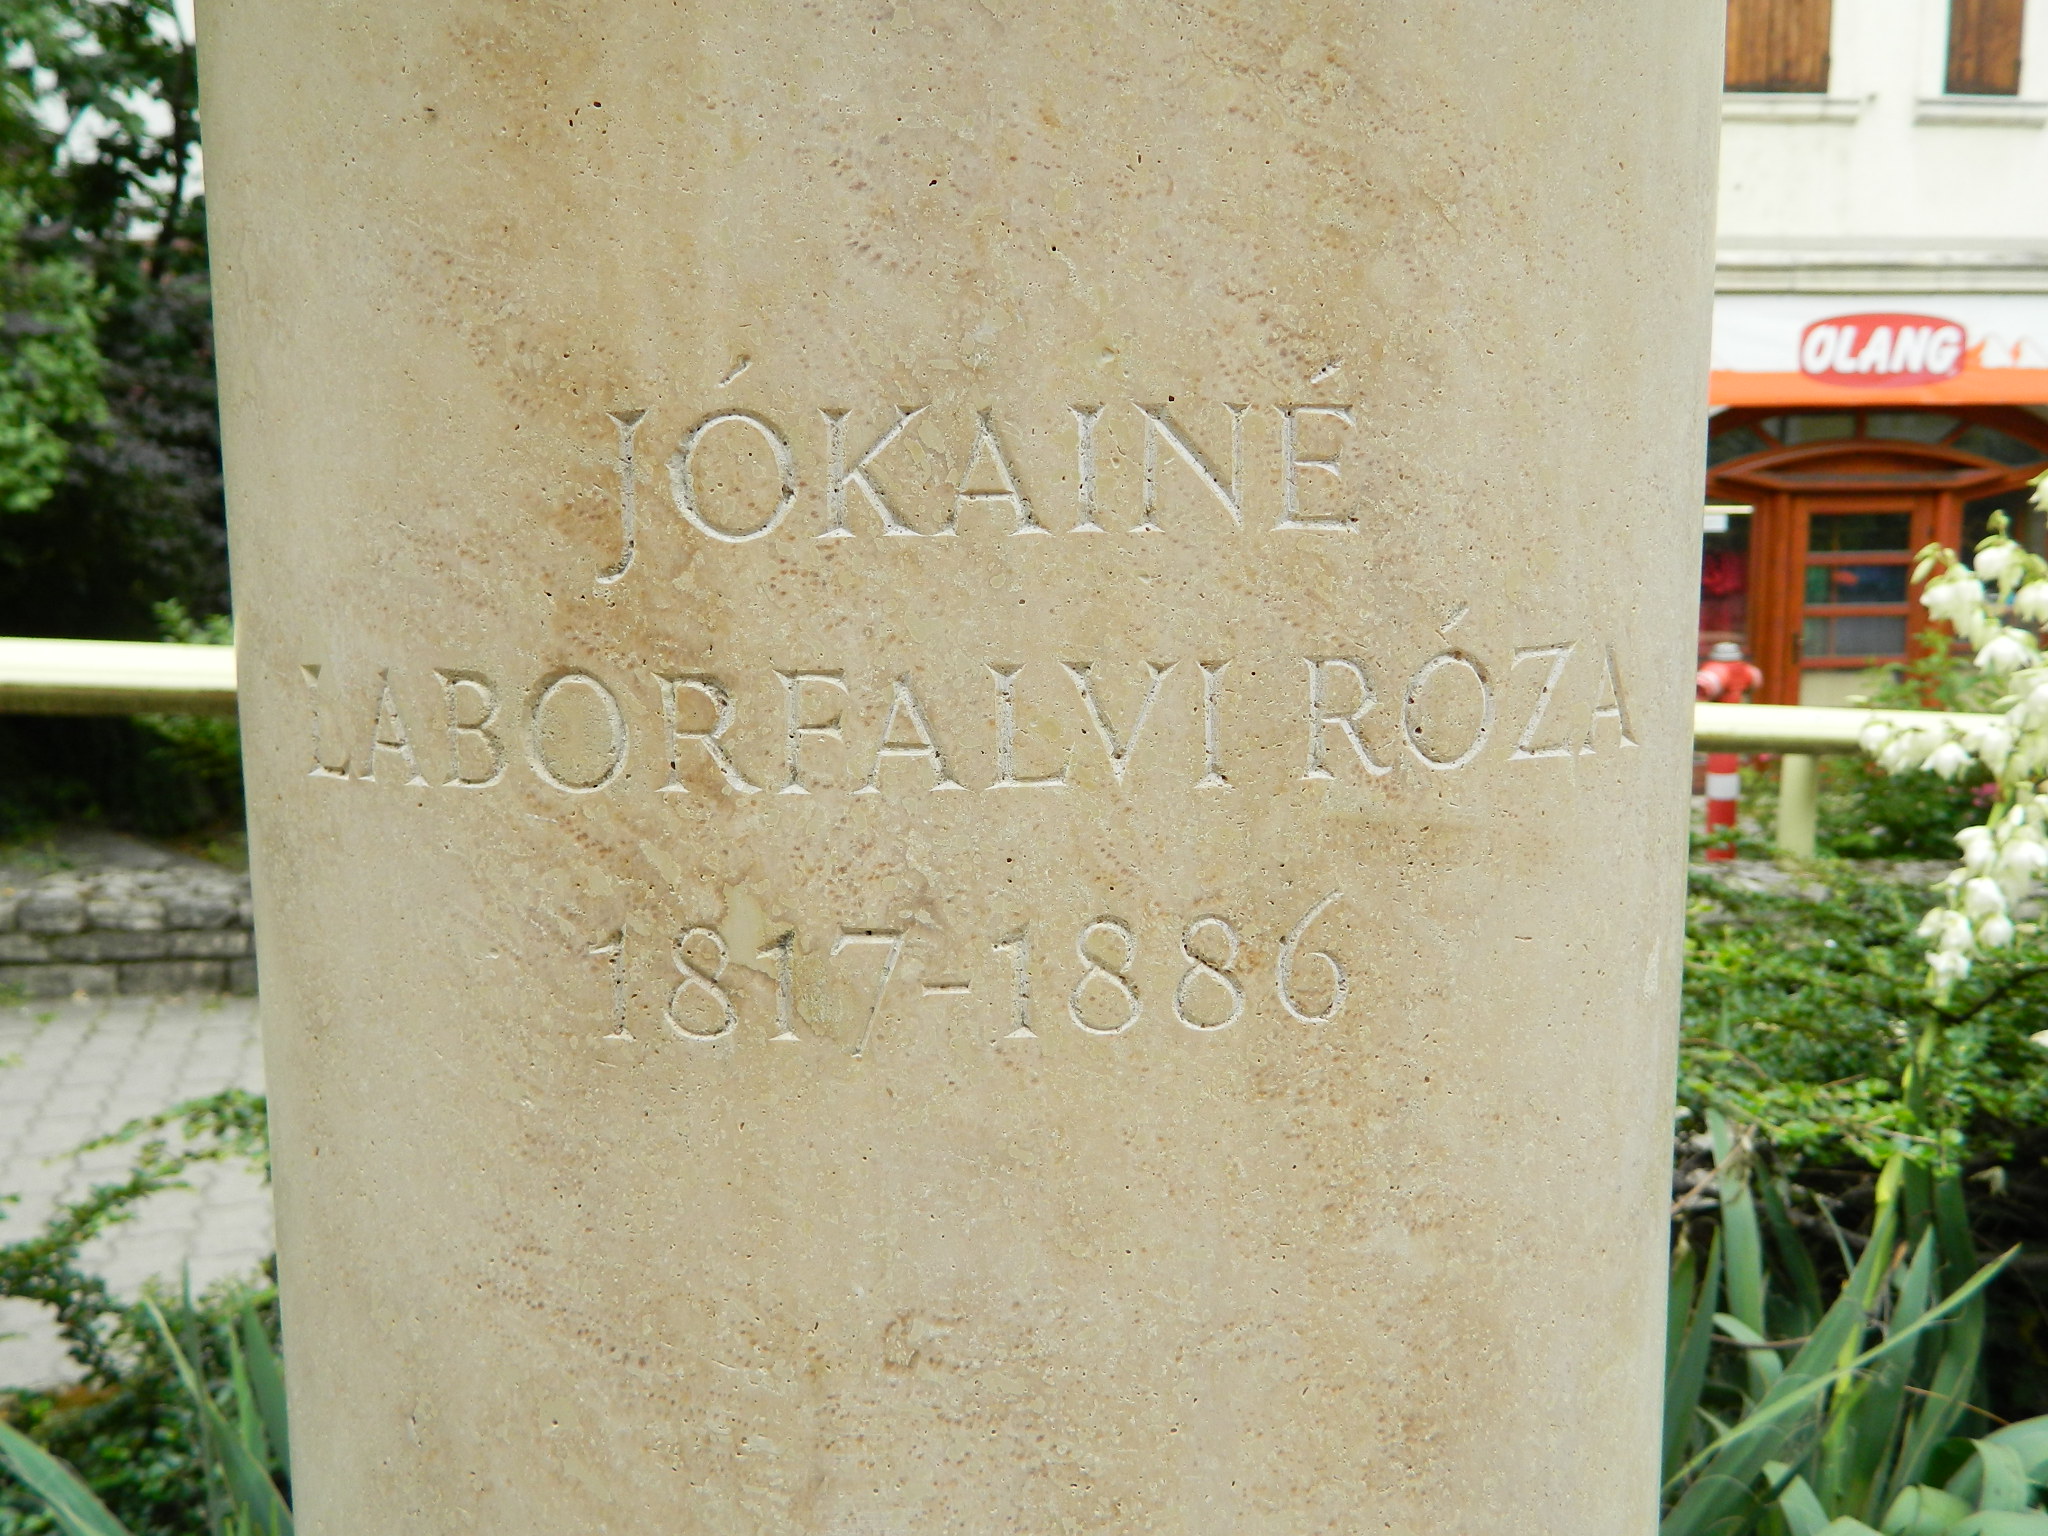 JÓKAINÉ
LABORFALVI RÓZA
1817-1886
OLANG